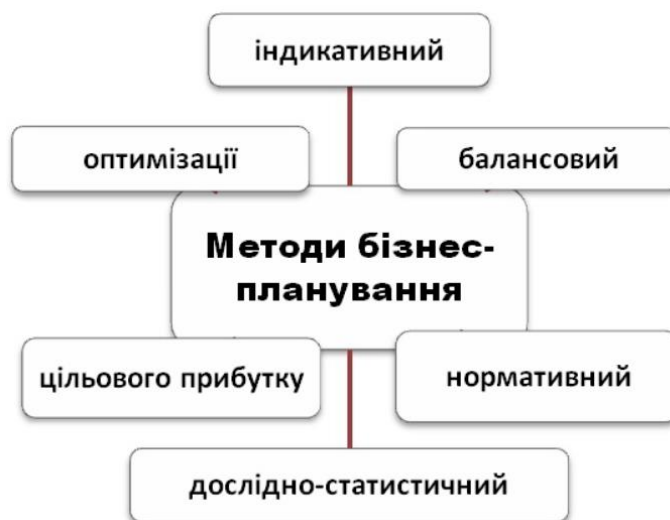 індикативний
оптимізації
балансовий
Методи бізнес-
планування
цільового прибутку
нормативний
дослідно-статистичний